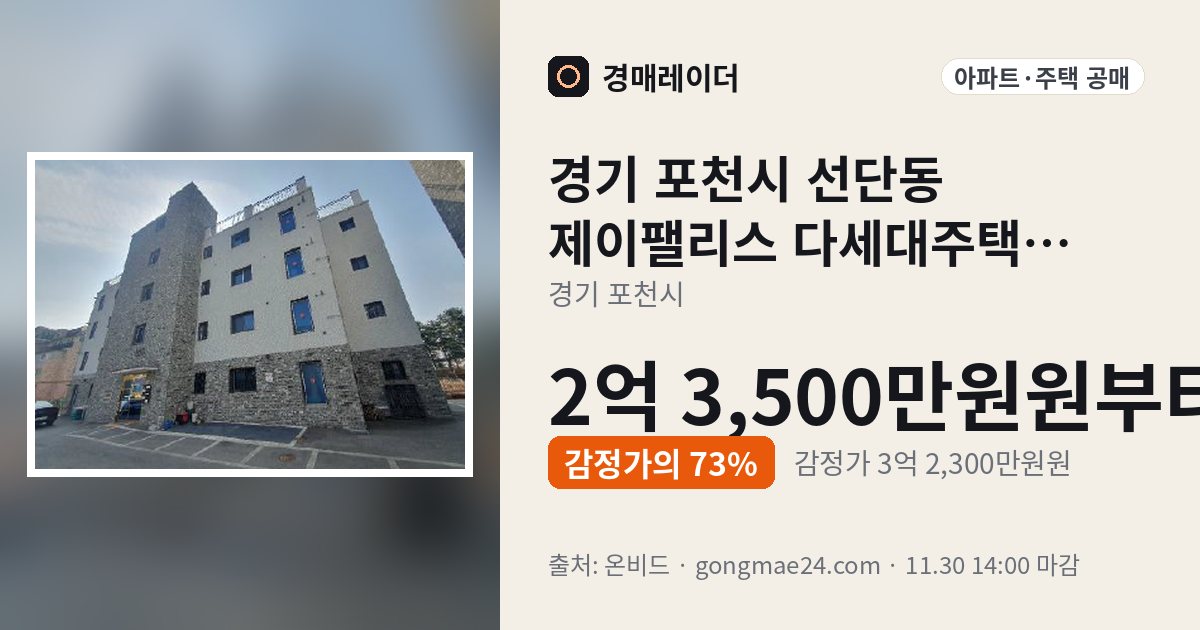 경매레이더
아파트·주택 공매
경기 포천시 선단동
제이팰리스 다세대주택…
경기 포천시
2억 3,500만원원부터
감정가의 73%
감정가 3억 2,300만원원
출처: 온비드 · gongmae24.com · 11.30 14:00 마감